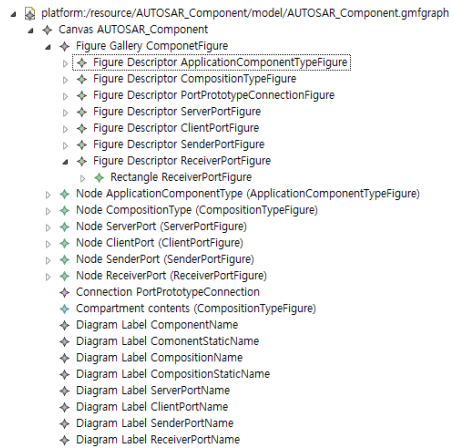 platform:/resource/AUTOSAR_Component/model/AUTOSAR_Component.gmfgraph
Canvas AUTOSAR_Component
Figure Gallery ComponetFigure
Figure Descriptor ApplicationComponentTypeFigure
Figure Descriptor CompositionTypeFigure
Figure Descriptor PortPrototypeConnectionFigure
Figure Descriptor ServerPortFigure
Figure Descriptor ClientPortFigure
Figure Descriptor SenderPortFigure
Figure Descriptor ReceiverPortFigure
Rectangle ReceiverPortFigure
Node ApplicationComponentType (ApplicationComponentTypeFigure)
Node CompositionType (CompositionTypeFigure)
Node ServerPort (ServerPortFigure)
Node ClientPort (ClientPortFigure)
Node SenderPort (SenderPortFigure)
Node ReceiverPort (ReceiverPortFigure)
Connection PortPrototypeConnection
Compartment contents (CompositionTypeFigure)
Diagram Label ComponentName
Diagram Label ComonentStaticName
Diagram Label CompositionName
Diagram Label CompositionStaticName
Diagram Label ServerPortName
Diagram Label ClientPortName
Diagram Label SenderPortName
Diagram Label ReceiverPortName